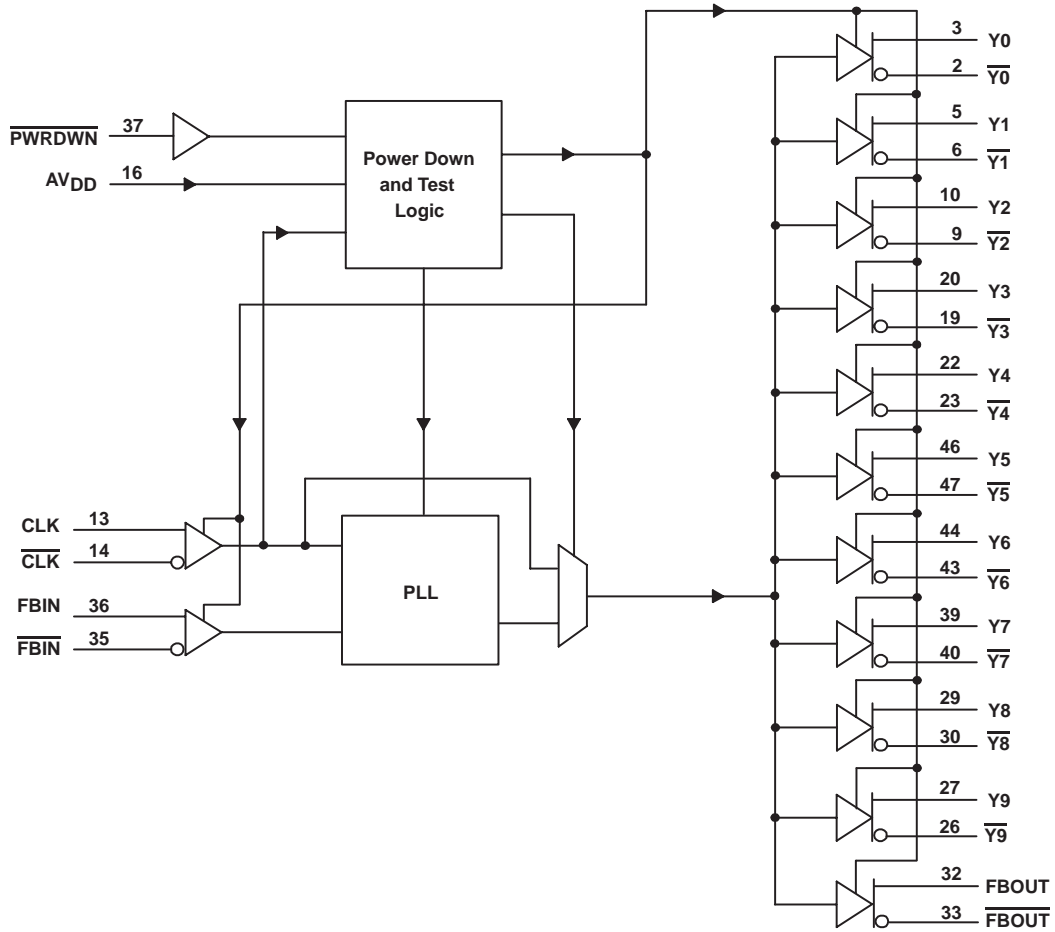 3 Y0
2 Y0
PWRDWN 37
AVDD 16
Power Down
and Test
Logic
5 Y1
6 Y1
10 Y2
9 Y2
20 Y3
19 Y3
22 Y4
23 Y4
46 Y5
47 Y5
CLK 13
CLK 14
FBIN 36
FBIN 35
PLL
44 Y6
43 Y6
39 Y7
40 Y7
29 Y8
30 Y8
27 Y9
26 Y9
32 FBOUT
33 FBOUT